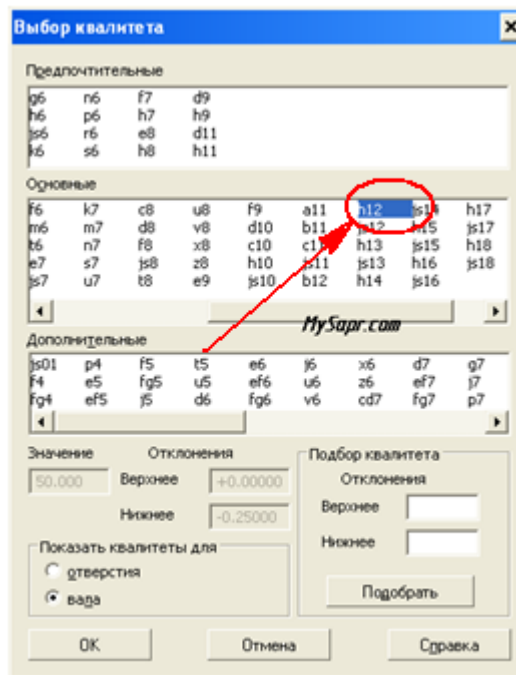 Выбор квалитета
Предпочтительные
g6 n6 f7 d9
h6 p6 h7 h9
js6 r6 e8 d11
k6 s6 h8 h11
Основные
f6 k7 c8 u8 f9 a11 h12 js14 h17
m6 m7 d8 v8 d10 b11 js12 h15 js17
t6 n7 f8 x8 c10 c11 h13 js15 h18
e7 s7 js8 z8 h10 js11 js13 h16 js18
js7 u7 t8 e9 js10 b12 h14 js16
MySapr.com
Дополнительные
js01 p4 f5 t5 e6 j6 x6 d7 g7
f4 e5 fg5 u5 ef6 u6 z6 ef7 j7
fg4 ef5 j5 d6 fg6 v6 cd7 fg7 p7
Значение Отклонения
50.000 Верхнее +0.00000
Нижнее -0.25000
Показать квалитеты для
отверстия
вала
Подбор квалитета
Отклонения
Верхнее
Нижнее
Подобрать
OK Отмена Справка